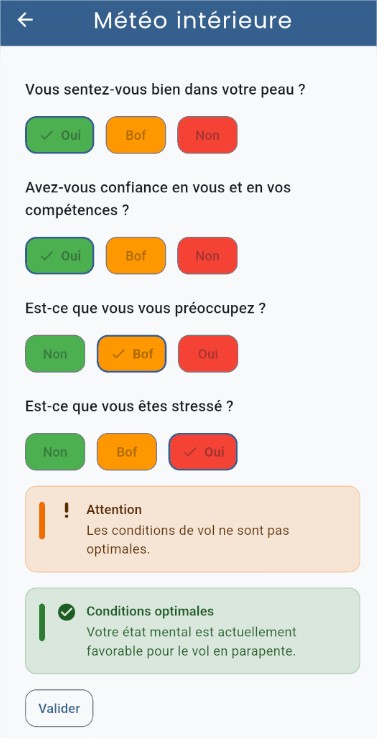 Météo intérieure
Vous sentez-vous bien dans votre peau ?
Oui Bof Non
Avez-vous confiance en vous et en vos
compétences ?
Oui Bof Non
Est-ce que vous vous préoccupez ?
Non Bof Oui
Est-ce que vous êtes stressé ?
Non Bof Oui
Attention
Les conditions de vol ne sont pas
optimales.
Conditions optimales
Votre état mental est actuellement
favorable pour le vol en parapente.
Valider